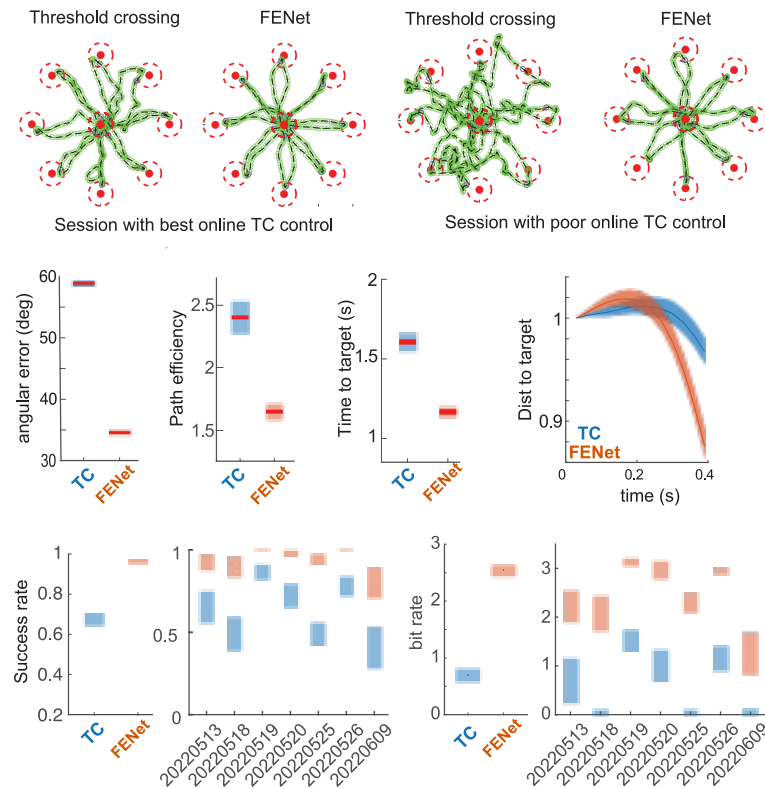 Threshold crossing
FENet
Threshold crossing
FENet
Session with best online TC control
Session with poor online TC control
angular error (deg)
60
50
40
30
TC
FENet
Path efficiency
2.5
2
1.5
TC
FENet
Time to target (s)
2
1.5
1
TC
FENet
Dist to target
1
0.9
TC
FENet
0
0.2
0.4
time (s)
Success rate
1
0.8
0.6
0.4
0.2
TC
FENet
1
0.5
0
20220513
20220518
20220519
20220520
20220525
20220526
20220609
bit rate
3
2
1
0
TC
FENet
3
2
1
0
20220513
20220518
20220519
20220520
20220525
20220526
20220609